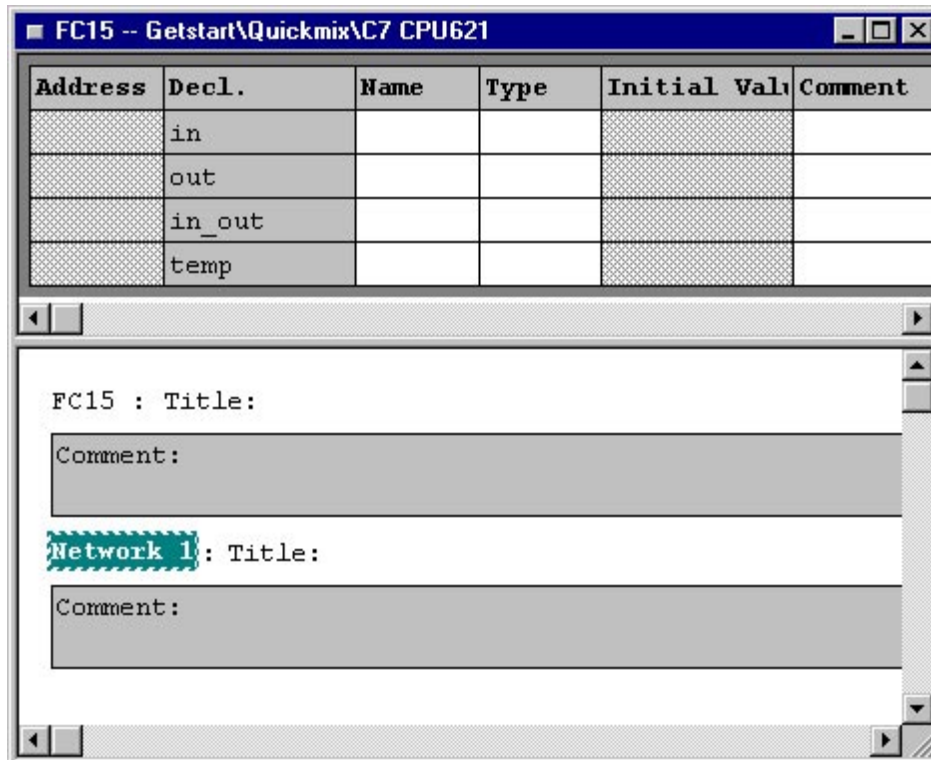 FC15 -- Getstart\Quickmix\C7 CPU621
Address Decl. Name Type Initial Valu Comment
in
out
in_out
temp
FC15 : Title:
Comment:
Network 1: Title:
Comment: